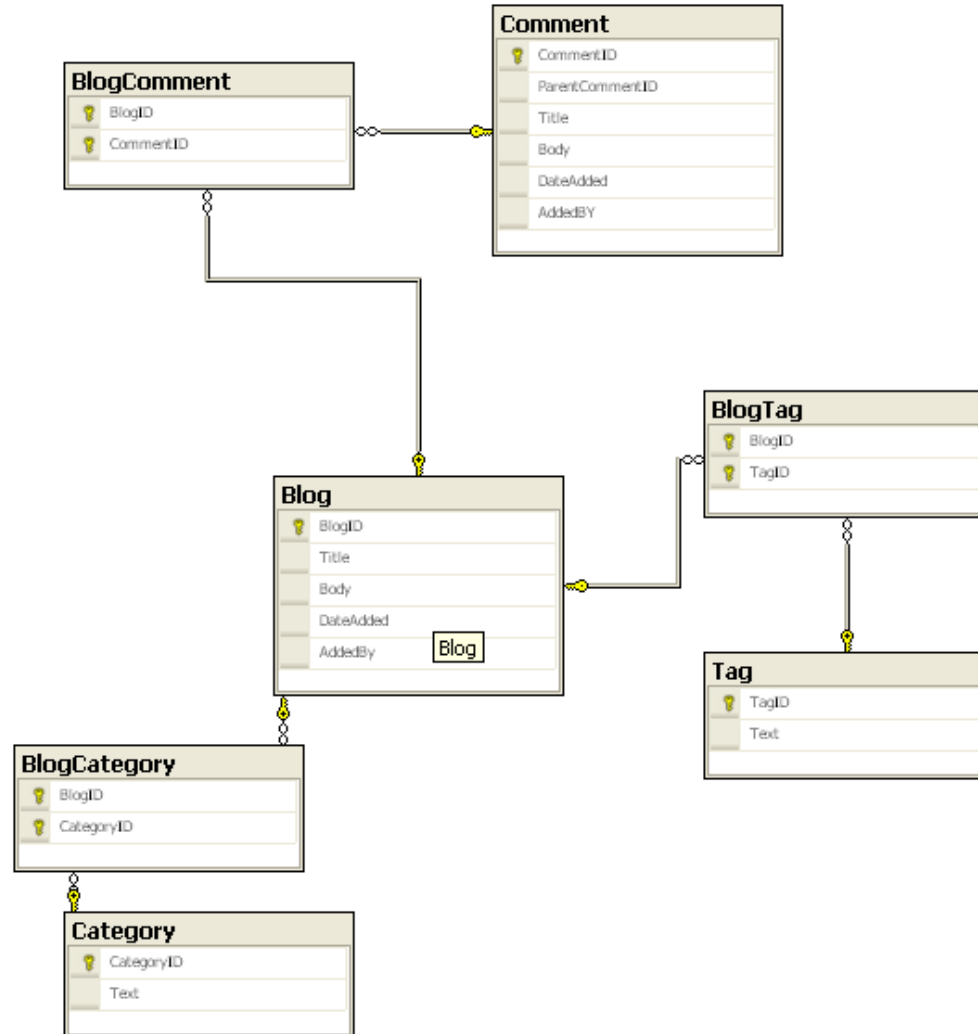 Comment
CommentID
ParentCommentID
Title
Body
DateAdded
AddedBY
BlogComment
BlogID
CommentID
BlogTag
BlogID
TagID
Blog
BlogID
Title
Body
DateAdded
AddedBy
Blog
Tag
TagID
Text
BlogCategory
BlogID
CategoryID
Category
CategoryID
Text